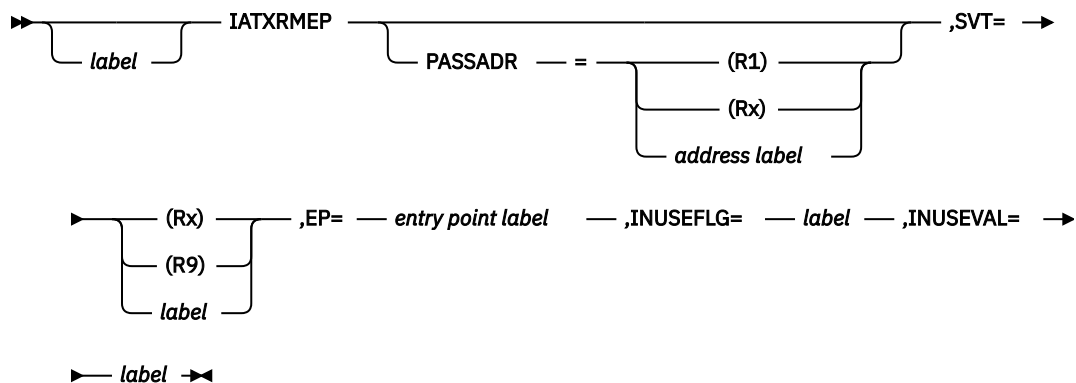 IATXRMEP ,SVT=
label PASSADR = (R1)
(Rx)
address label
(Rx) ,EP= entry point label ,INUSEFLG= label ,INUSEVAL=
(R9)
label
label